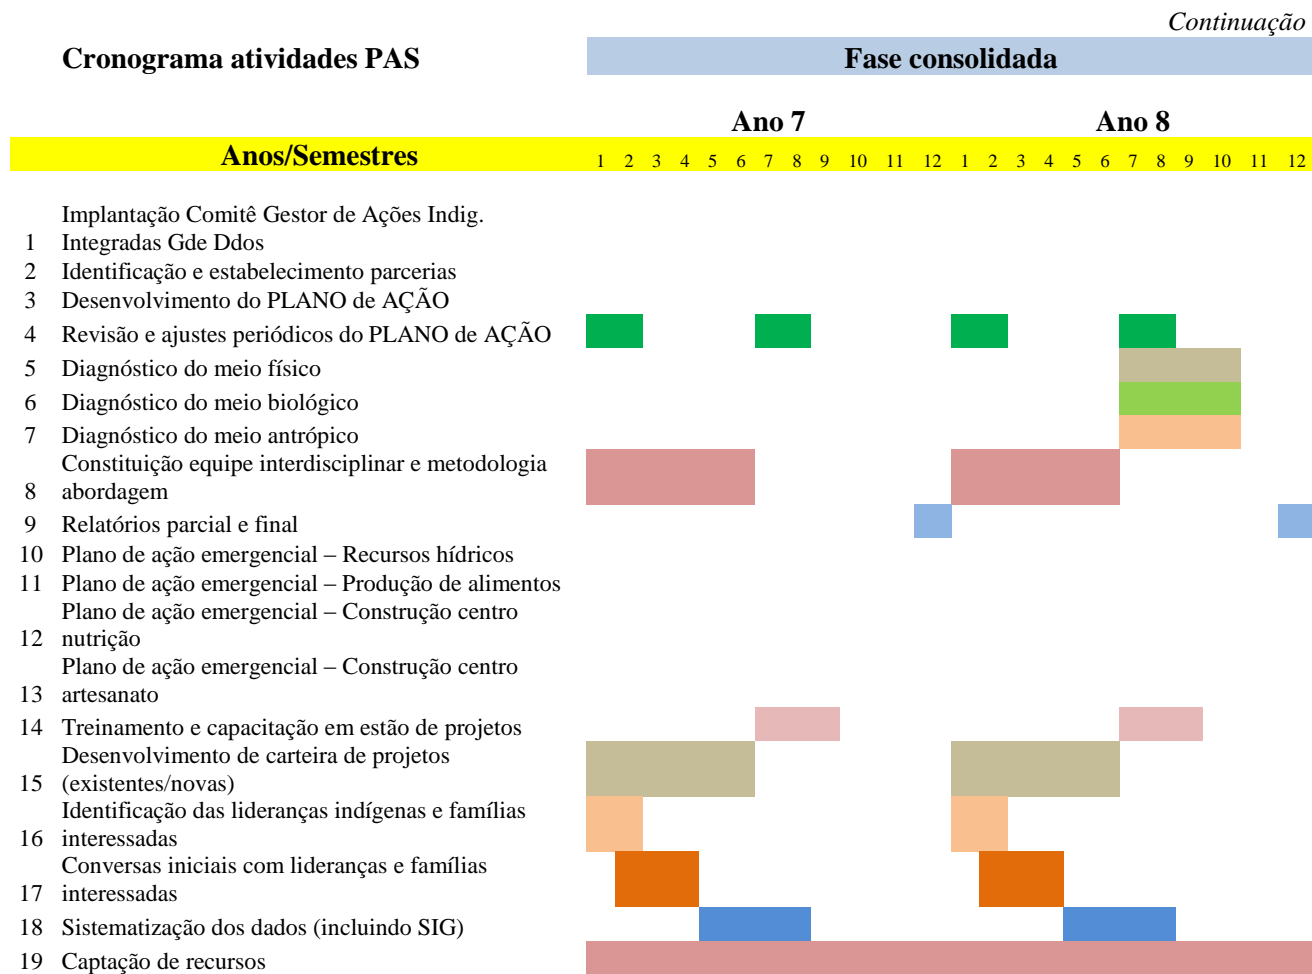 Continuação
Cronograma atividades PAS Fase consolidada
Ano 7 Ano 8
Anos/Semestres 1 2 3 4 5 6 7 8 9 10 11 12 1 2 3 4 5 6 7 8 9 10 11 12
Implantação Comitê Gestor de Ações Indig.
1 Integradas Gde Ddos
2 Identificação e estabelecimento parcerias
3 Desenvolvimento do PLANO de AÇÃO
4 Revisão e ajustes periódicos do PLANO de AÇÃO
5 Diagnóstico do meio físico
6 Diagnóstico do meio biológico
7 Diagnóstico do meio antrópico
Constituição equipe interdisciplinar e metodologia
8 abordagem
9 Relatórios parcial e final
10 Plano de ação emergencial – Recursos hídricos
11 Plano de ação emergencial – Produção de alimentos
Plano de ação emergencial – Construção centro
12 nutrição
Plano de ação emergencial – Construção centro
13 artesanato
14 Treinamento e capacitação em estão de projetos
Desenvolvimento de carteira de projetos
15 (existentes/novas)
Identificação das lideranças indígenas e famílias
16 interessadas
Conversas iniciais com lideranças e famílias
17 interessadas
18 Sistematização dos dados (incluindo SIG)
19 Captação de recursos